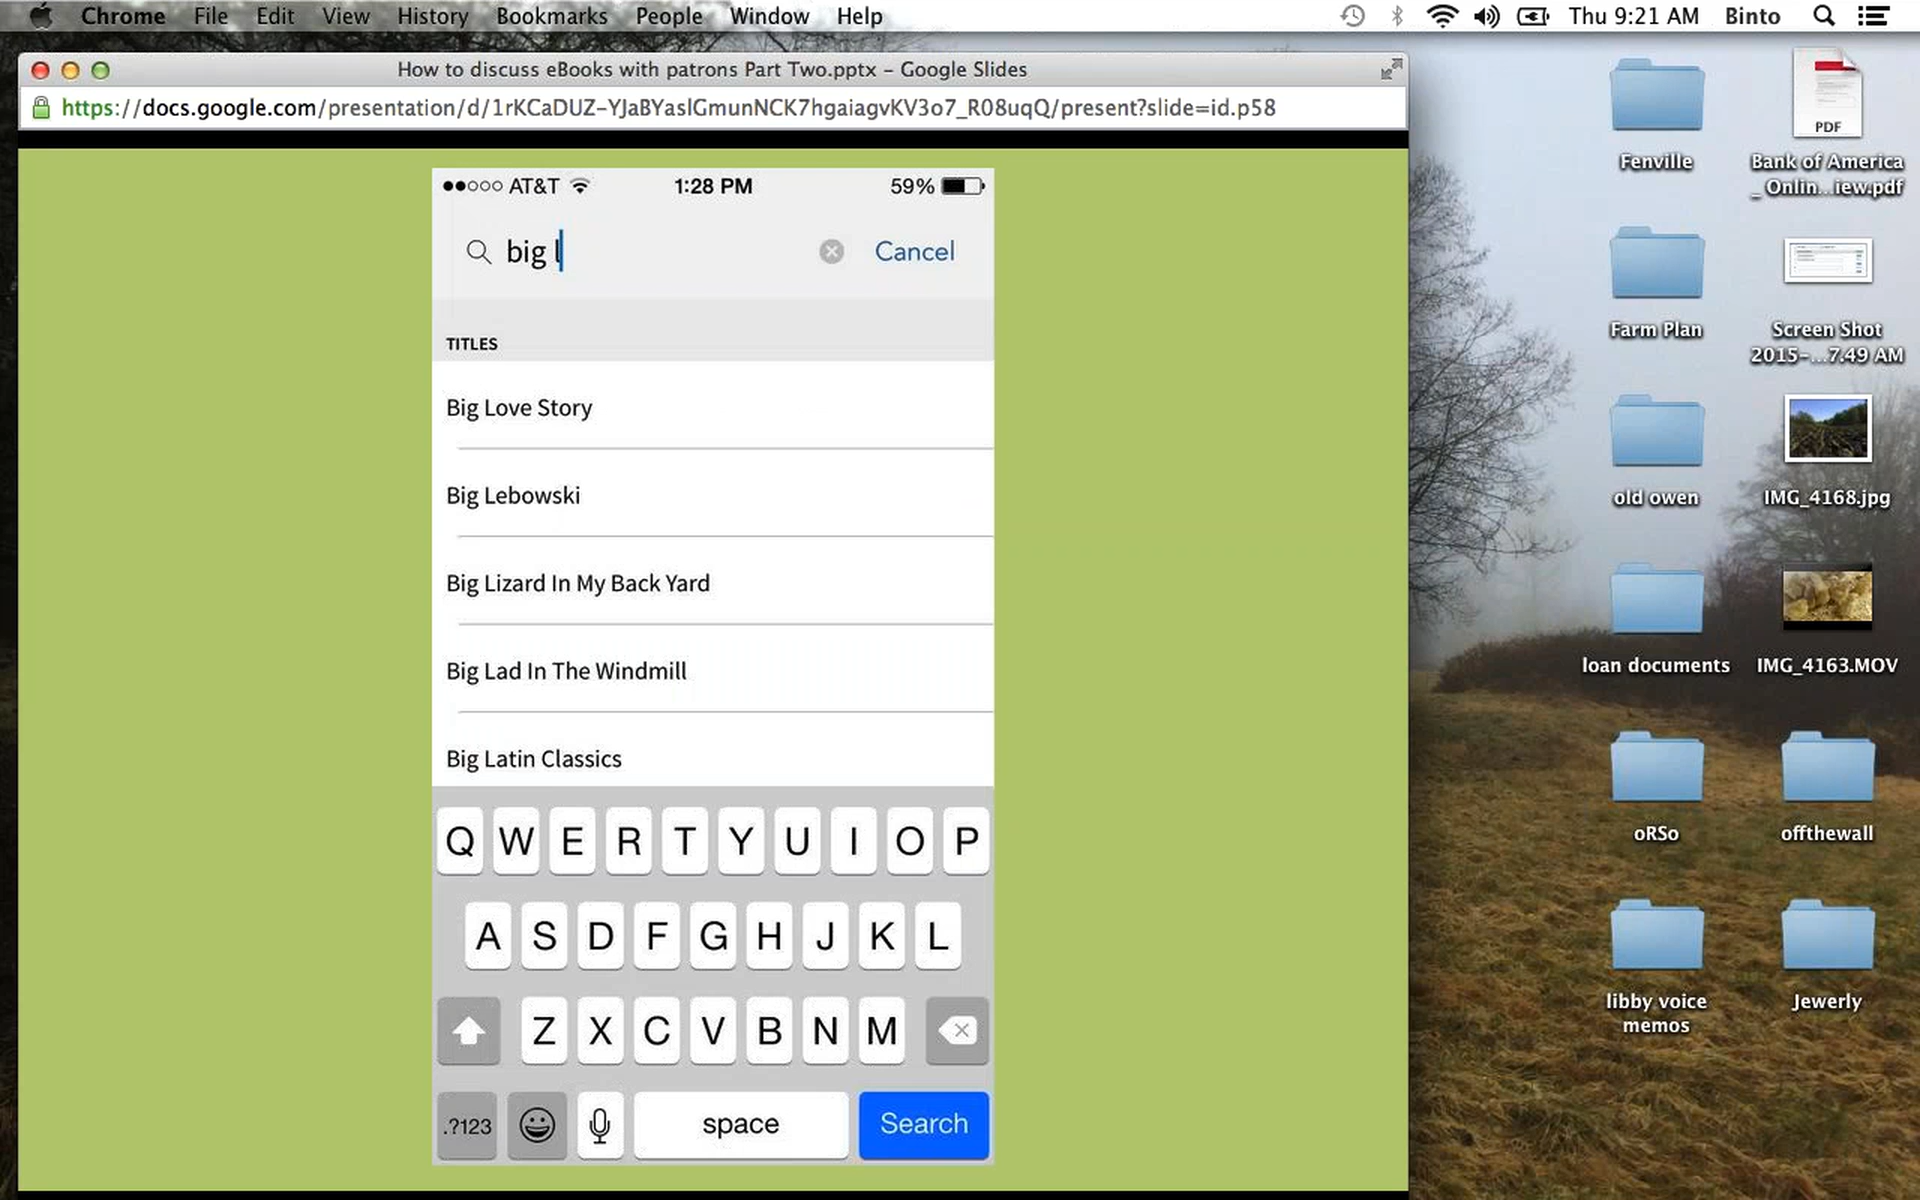 Chrome File Edit View History Bookmarks People Window Help Thu 9:21 AM Binto
How to discuss eBooks with patrons Part Two.pptx – Google Slides
https://docs.google.com/presentation/d/1rKCaDUZ-YJaBYaslGmunNCK7hgaiagvKV3o7_R08uqQ/present?slide=id.p58
AT&T 1:28 PM 59%
big l Cancel
TITLES
Big Love Story
Big Lebowski
Big Lizard In My Back Yard
Big Lad In The Windmill
Big Latin Classics
Q W E R T Y U I O P
A S D F G H J K L
Z X C V B N M
.?123 space Search
Fenville
PDF
Bank of America
_ Onlin...iew.pdf
Farm Plan
Screen Shot
2015-...7.49 AM
old owen
IMG_4168.jpg
loan documents
IMG_4163.MOV
oRSo
offthewall
libby voice
memos
Jewerly